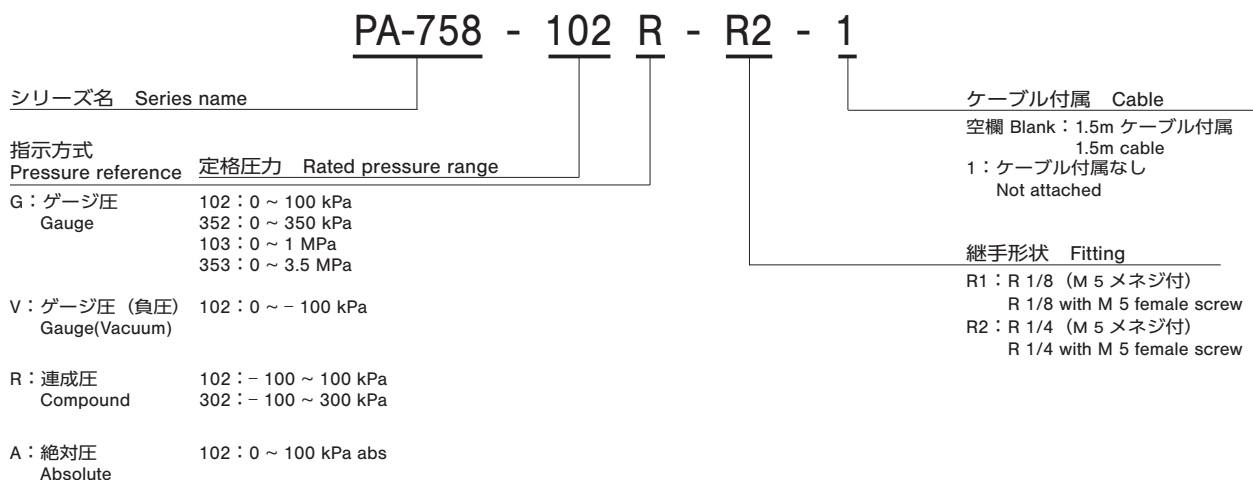 PA-758 - 102 R - R2 - 1
シリーズ名 Series name
指示方式
Pressure reference
定格圧力 Rated pressure range
G：ゲージ圧
Gauge
102：0 ~ 100 kPa
352：0 ~ 350 kPa
103：0 ~ 1 MPa
353：0 ~ 3.5 MPa
V：ゲージ圧（負圧） 102：0 ~ − 100 kPa
Gauge(Vacuum)
R：連成圧 102：− 100 ~ 100 kPa
Compound 302：− 100 ~ 300 kPa
A：絶対圧 102：0 ~ 100 kPa abs
Absolute
ケーブル付属 Cable
空欄 Blank：1.5m ケーブル付属
1.5m cable
1：ケーブル付属なし
Not attached
継手形状 Fitting
R1：R 1/8（M 5 メネジ付）
R 1/8 with M 5 female screw
R2：R 1/4（M 5 メネジ付）
R 1/4 with M 5 female screw